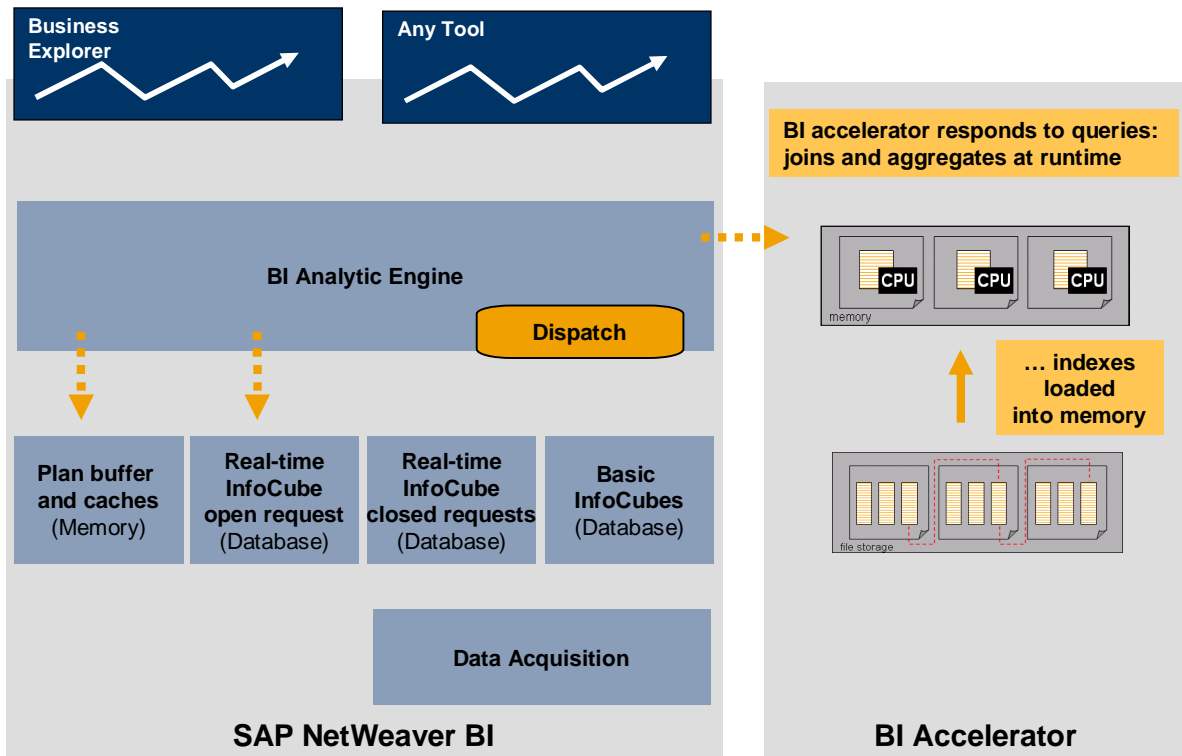 Business
Explorer
Any Tool
BI accelerator responds to queries:
joins and aggregates at runtime
BI Analytic Engine
Dispatch
CPU
CPU
CPU
memory
… indexes
loaded
into memory
Plan buffer
and caches
(Memory)
Real-time
InfoCube
open request
(Database)
Real-time
InfoCube
closed requests
(Database)
Basic
InfoCubes
(Database)
file storage
Data Acquisition
SAP NetWeaver BI
BI Accelerator